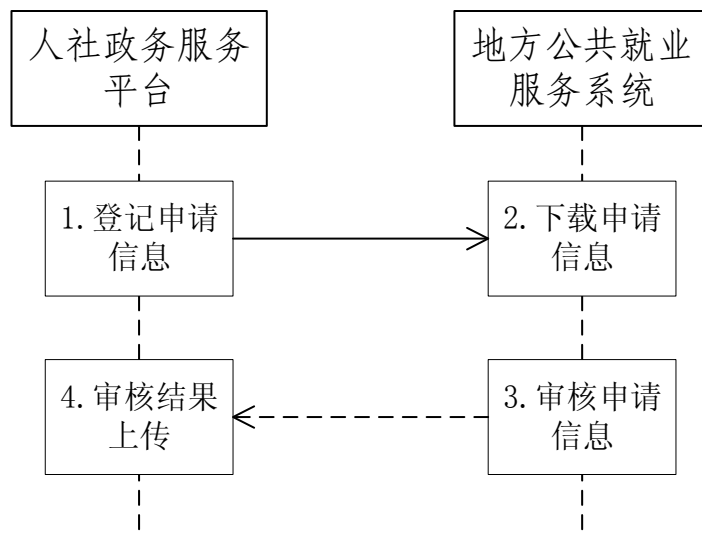 人社政务服务
平台
地方公共就业
服务系统
1.登记申请
信息
2.下载申请
信息
4.审核结果
上传
3.审核申请
信息